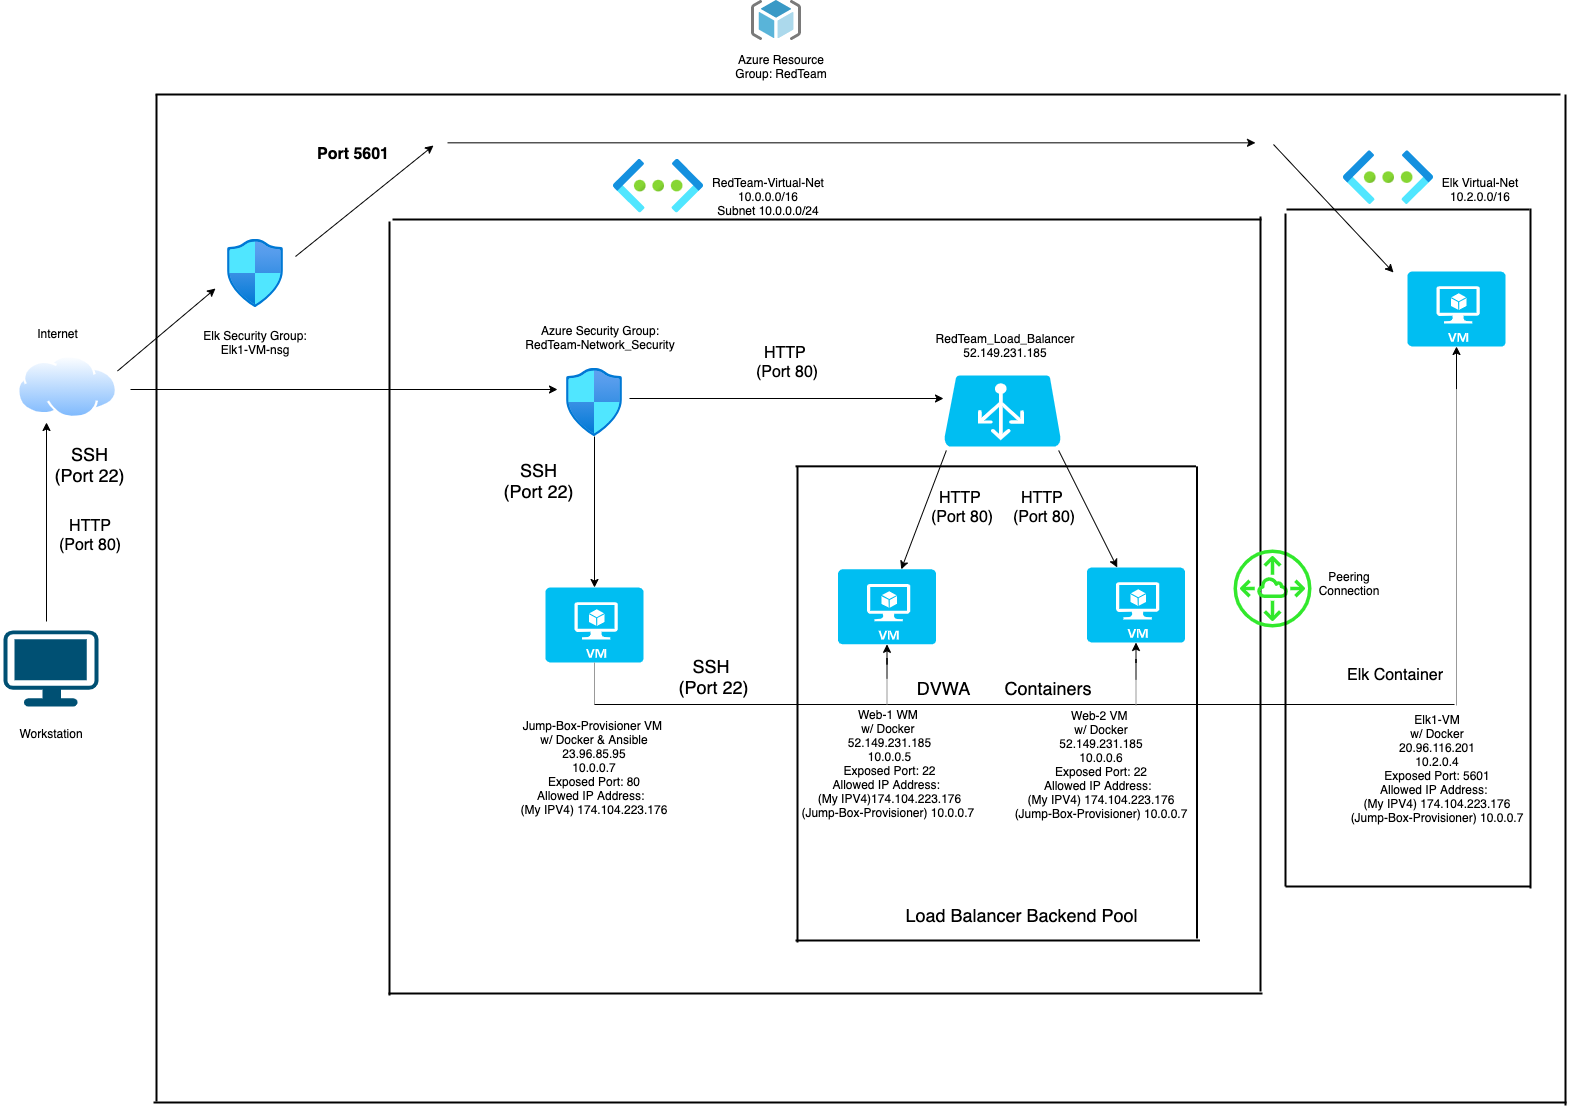 Azure Resource
Group: RedTeam
Port 5601
RedTeam-Virtual-Net
10.0.0.0/16
Subnet 10.0.0.0/24
Elk Virtual-Net
10.2.0.0/16
Internet
Elk Security Group:
Elk1-VM-nsg
Azure Security Group:
RedTeam-Network_Security
RedTeam_Load_Balancer
52.149.231.185
HTTP
(Port 80)
VM
SSH
(Port 22)
HTTP
(Port 80)
SSH
(Port 22)
HTTP
(Port 80)
HTTP
(Port 80)
VM
VM
VM
Peering
Connection
Workstation
SSH
(Port 22)
DVWA
Containers
Elk Container
Jump-Box-Provisioner VM
w/ Docker & Ansible
23.96.85.95
10.0.0.7
Exposed Port: 80
Allowed IP Address:
(My IPV4) 174.104.223.176
Web-1 WM
w/ Docker
52.149.231.185
10.0.0.5
Exposed Port: 22
Allowed IP Address:
(My IPV4)174.104.223.176
(Jump-Box-Provisioner) 10.0.0.7
Web-2 VM
w/ Docker
52.149.231.185
10.0.0.6
Exposed Port: 22
Allowed IP Address:
(My IPV4) 174.104.223.176
(Jump-Box-Provisioner) 10.0.0.7
Elk1-VM
w/ Docker
20.96.116.201
10.2.0.4
Exposed Port: 5601
Allowed IP Address:
(My IPV4) 174.104.223.176
(Jump-Box-Provisioner) 10.0.0.7
Load Balancer Backend Pool